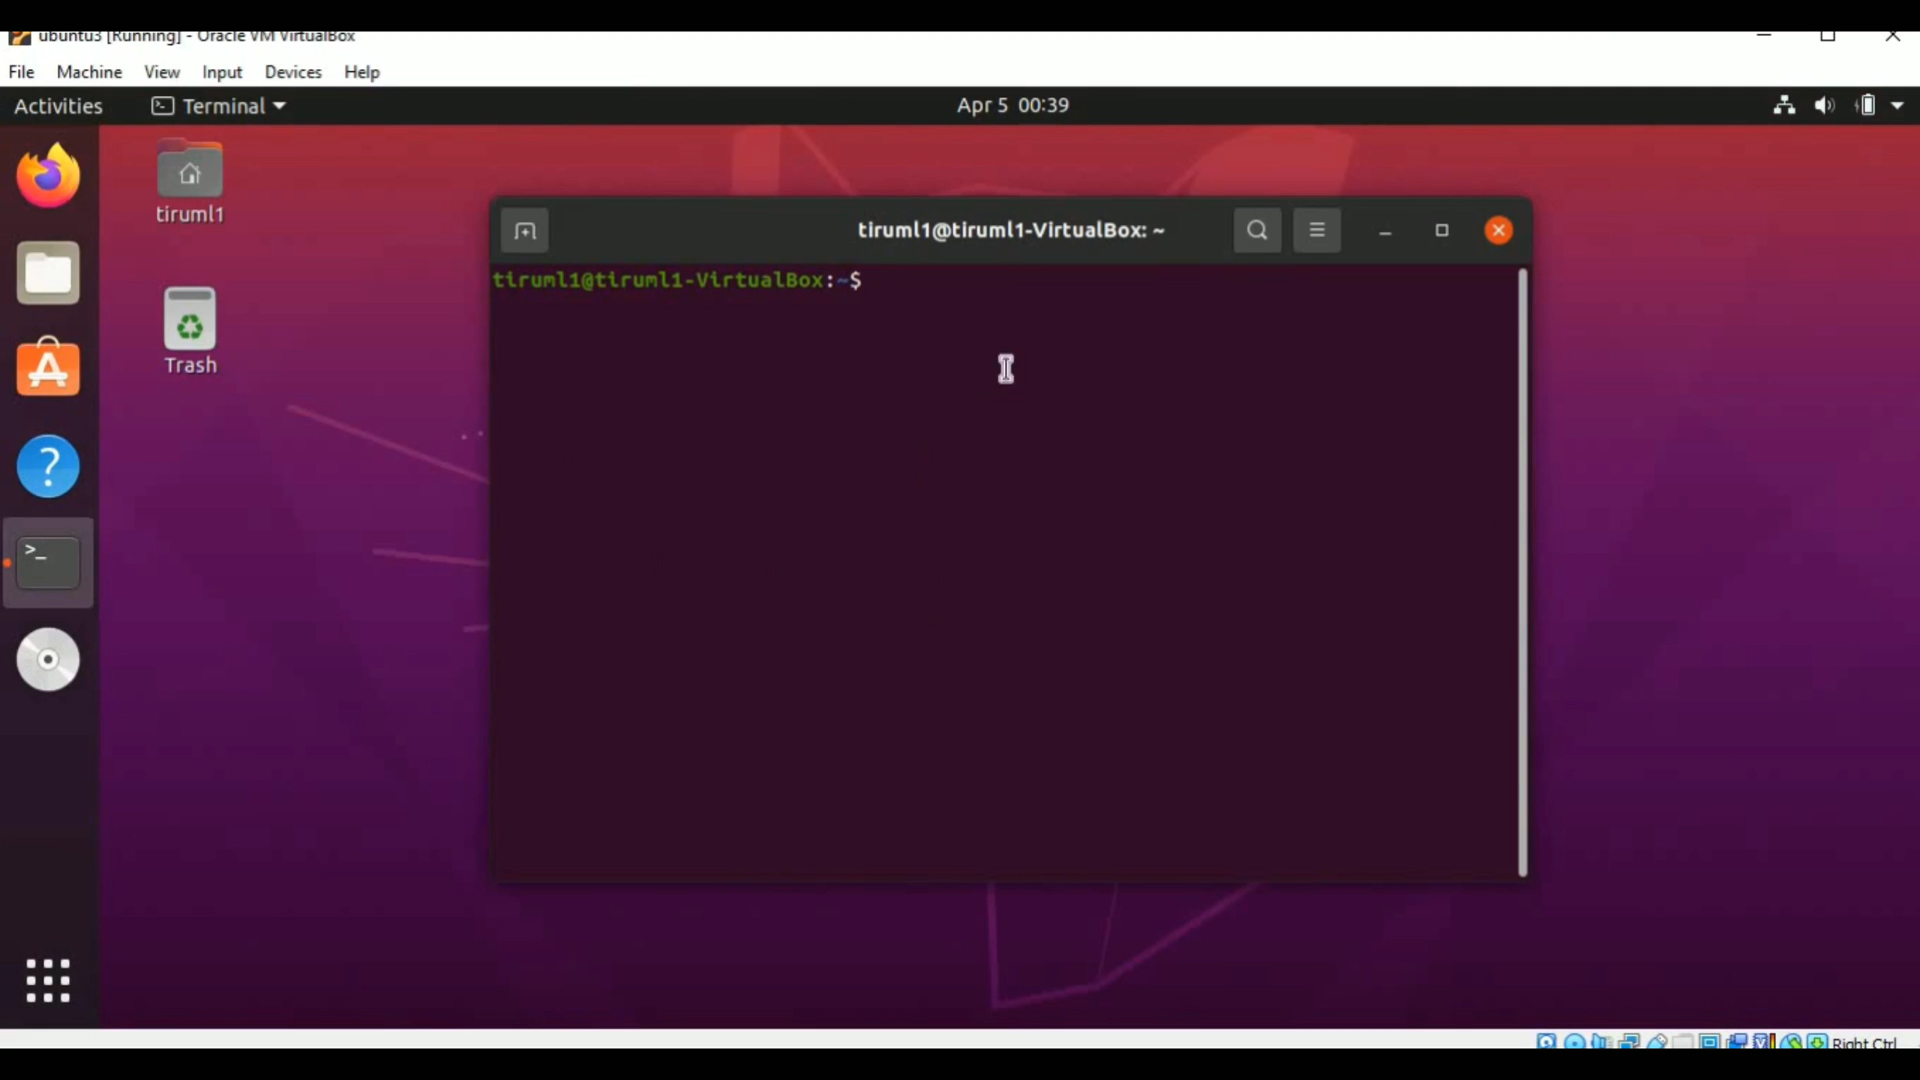 ubuntu3 [Running] - Oracle VM VirtualBox
File Machine View Input Devices Help
Activities Terminal Apr 5 00:39
tiruml1
Trash
tiruml1@tiruml1-VirtualBox: ~
tiruml1@tiruml1-VirtualBox:~$
Right Ctrl